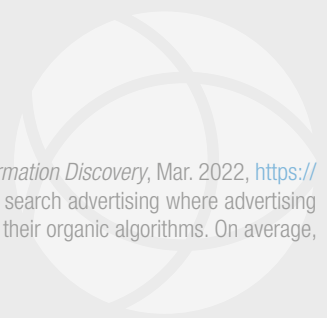 rmation Discovery, Mar. 2022, https://
search advertising where advertising
their organic algorithms. On average,